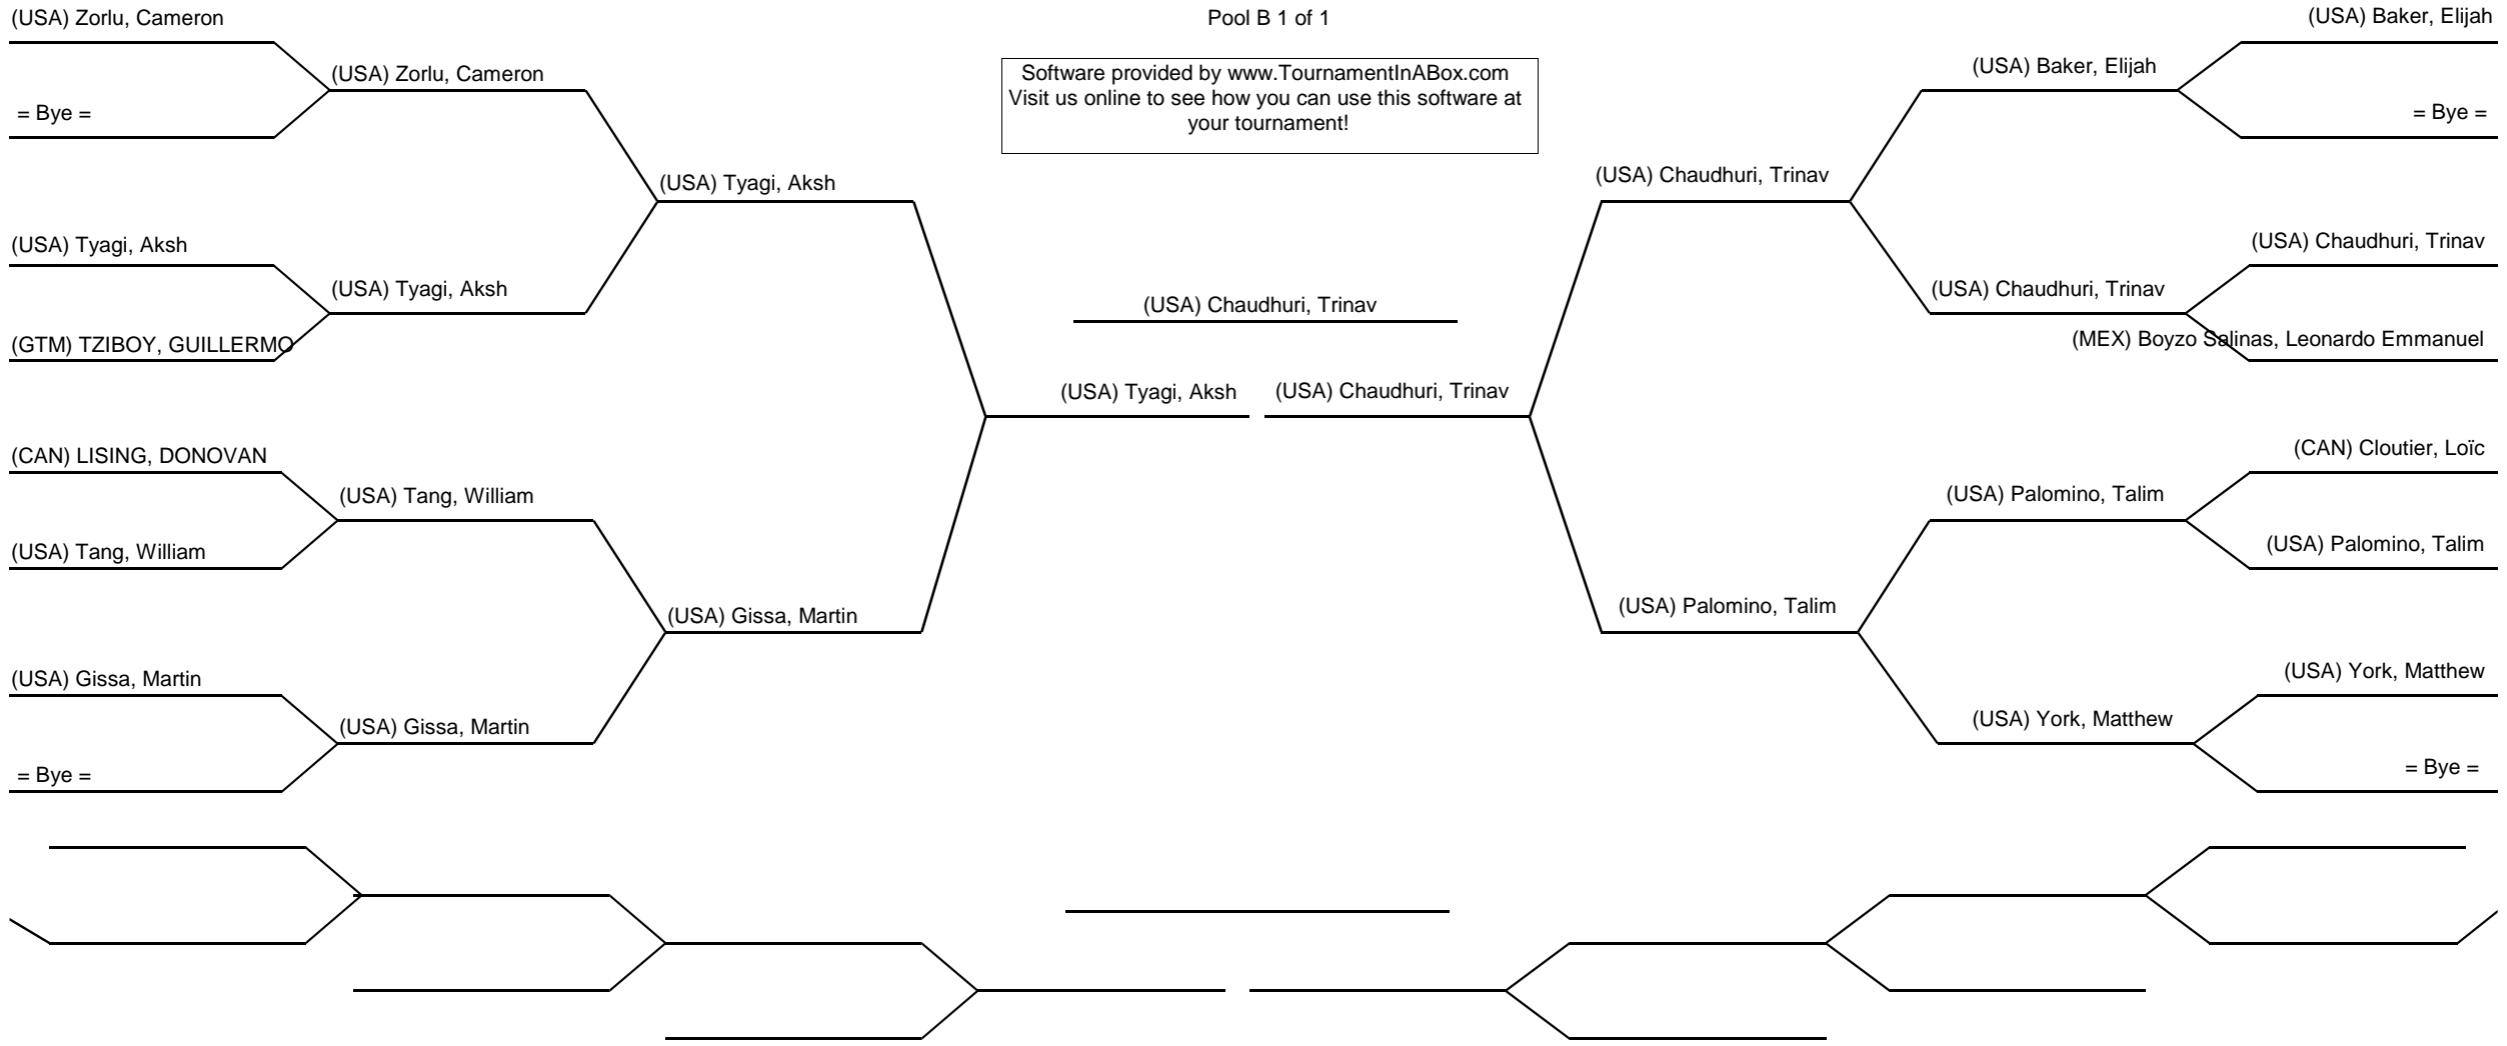 (USA) Zorlu, Cameron
= Bye =
(USA) Tyagi, Aksh
(GTM) TZIBOY, GUILLERMO
(CAN) LISING, DONOVAN
(USA) Tang, William
(USA) Gissa, Martin
= Bye =
(USA) Zorlu, Cameron
(USA) Tyagi, Aksh
(USA) Tang, William
(USA) Gissa, Martin
(USA) Tyagi, Aksh
(USA) Gissa, Martin
Pool B 1 of 1
Software provided by www.TournamentInABox.com
Visit us online to see how you can use this software at
your tournament!
(USA) Chaudhuri, Trinav
(USA) Tyagi, Aksh
(USA) Chaudhuri, Trinav
(USA) Chaudhuri, Trinav
(USA) Palomino, Talim
(USA) Baker, Elijah
(USA) Chaudhuri, Trinav
(USA) Palomino, Talim
(USA) York, Matthew
(USA) Baker, Elijah
= Bye =
(USA) Chaudhuri, Trinav
(MEX) Boyzo Salinas, Leonardo Emmanuel
(CAN) Cloutier, Loïc
(USA) Palomino, Talim
(USA) York, Matthew
= Bye =